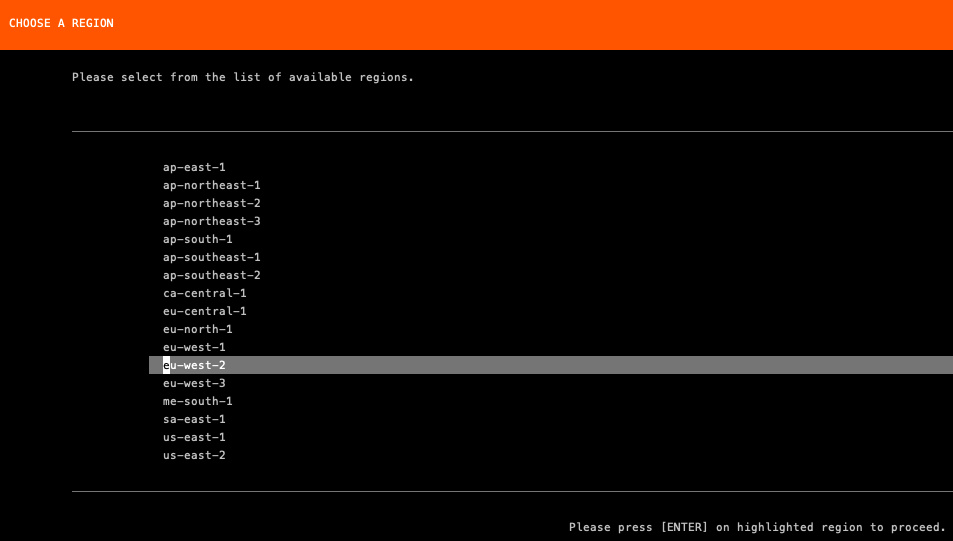 CHOOSE A REGION
Please select from the list of available regions.
ap-east-1
ap-northeast-1
ap-northeast-2
ap-northeast-3
ap-south-1
ap-southeast-1
ap-southeast-2
ca-central-1
eu-central-1
eu-north-1
eu-west-1
eu-west-2
eu-west-3
me-south-1
sa-east-1
us-east-1
us-east-2
Please press [ENTER] on highlighted region to proceed.